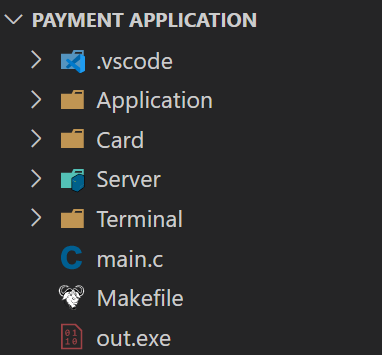 PAYMENT APPLICATION
.vscode
Application
Card
Server
Terminal
main.c
Makefile
out.exe